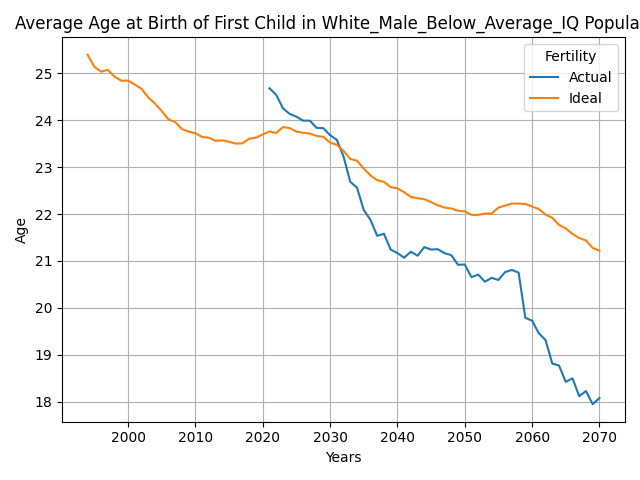 Average Age at Birth of First Child in White_Male_Below_Average_IQ Popula
Fertility
Actual
Ideal
Age
25
24
23
22
21
20
19
18
2000 2010 2020 2030 2040 2050 2060 2070
Years